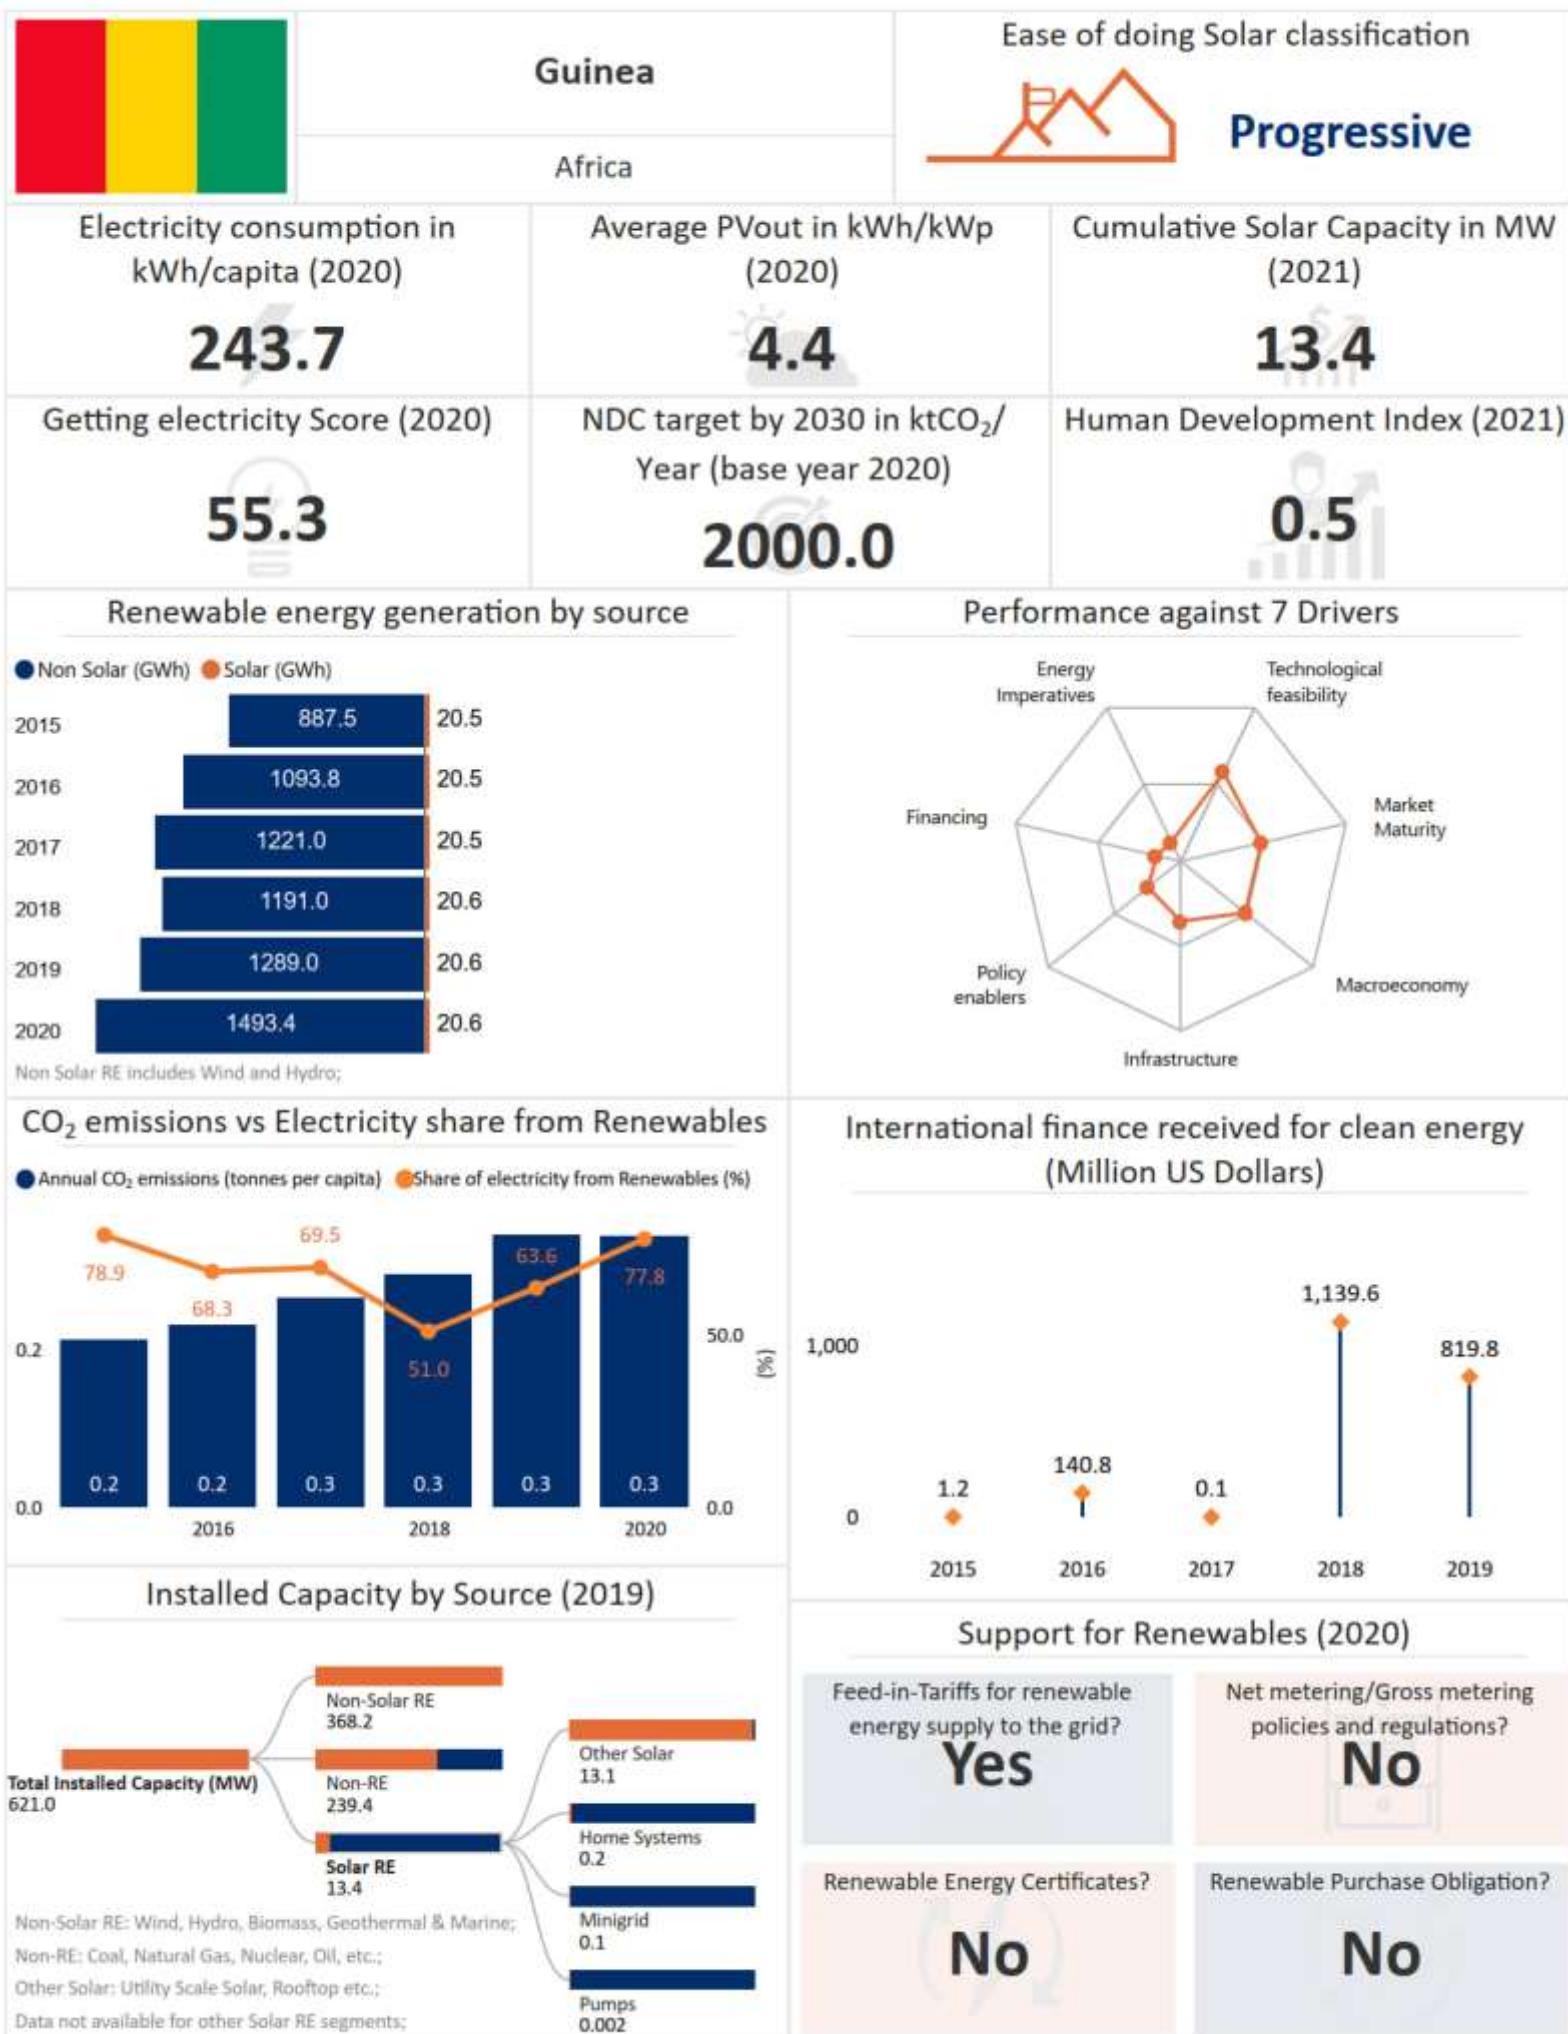 Guinea
Africa
Ease of doing Solar classification
Progressive
Electricity consumption in
kWh/capita (2020)
243.7
Average PVout in kWh/kWp
(2020)
4.4
Cumulative Solar Capacity in MW
(2021)
13.4
Getting electricity Score (2020)
55.3
NDC target by 2030 in ktCO₂/
Year (base year 2020)
2000.0
Human Development Index (2021)
0.5
Renewable energy generation by source
Non Solar (GWh) Solar (GWh)
2015 887.5 20.5
2016 1093.8 20.5
2017 1221.0 20.5
2018 1191.0 20.6
2019 1289.0 20.6
2020 1493.4 20.6
Non Solar RE includes Wind and Hydro;
Performance against 7 Drivers
Energy
Imperatives
Technological
feasibility
Financing
Market
Maturity
Policy
enablers
Macroeconomy
Infrastructure
CO₂ emissions vs Electricity share from Renewables
Annual CO₂ emissions (tonnes per capita) Share of electricity from Renewables (%)
69.5
63.6
78.9
77.8
68.3
50.0
0.2
(%)
51.0
0.2 0.2 0.3 0.3 0.3 0.3
0.0 0.0
2016 2018 2020
International finance received for clean energy
(Million US Dollars)
1,139.6
1,000
819.8
140.8
1.2 0.1
0
2015 2016 2017 2018 2019
Installed Capacity by Source (2019)
Non-Solar RE
368.2
Total Installed Capacity (MW)
621.0
Non-RE
239.4
Solar RE
13.4
Other Solar
13.1
Home Systems
0.2
Minigrid
0.1
Pumps
0.002
Non-Solar RE: Wind, Hydro, Biomass, Geothermal & Marine;
Non-RE: Coal, Natural Gas, Nuclear, Oil, etc.;
Other Solar: Utility Scale Solar, Rooftop etc.;
Data not available for other Solar RE segments;
Support for Renewables (2020)
Feed-in-Tariffs for renewable
energy supply to the grid?
Yes
Net metering/Gross metering
policies and regulations?
No
Renewable Energy Certificates?
No
Renewable Purchase Obligation?
No